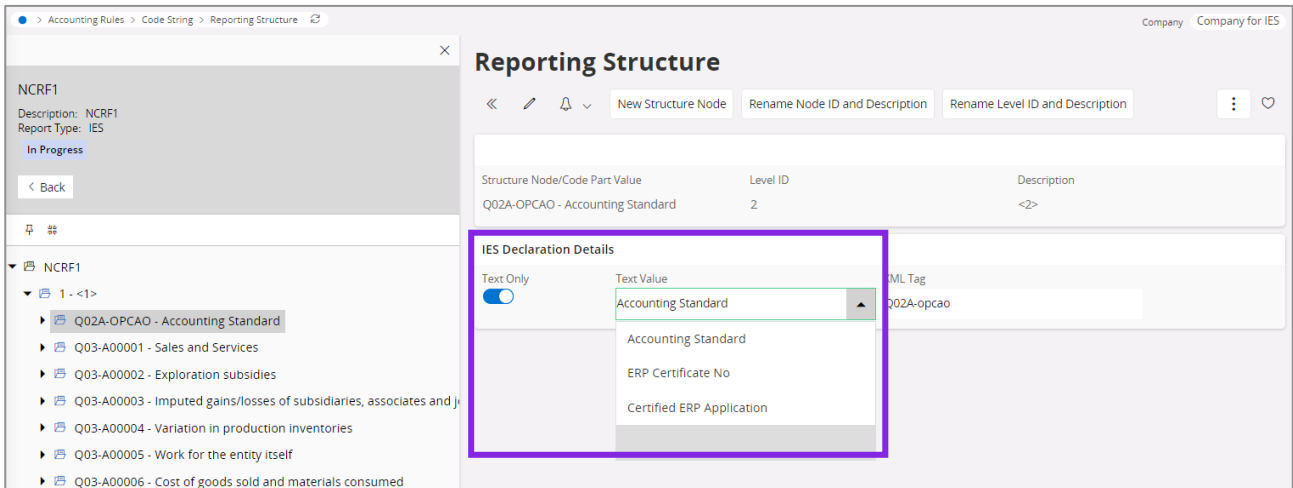 > Accounting Rules > Code String > Reporting Structure
Company Company for IES
NCRF1
Description: NCRF1
Report Type: IES
In Progress
< Back
NCRF1
1 - <1>
Q02A-OPCAO - Accounting Standard
Q03-A00001 - Sales and Services
Q03-A00002 - Exploration subsidies
Q03-A00003 - Imputed gains/losses of subsidiaries, associates and j
Q03-A00004 - Variation in production inventories
Q03-A00005 - Work for the entity itself
Q03-A00006 - Cost of goods sold and materials consumed
Reporting Structure
New Structure Node Rename Node ID and Description Rename Level ID and Description
Structure Node/Code Part Value Level ID Description
Q02A-OPCAO - Accounting Standard 2 <2>
IES Declaration Details
Text Only Text Value XML Tag
Accounting Standard Q02A-opcao
Accounting Standard
ERP Certificate No
Certified ERP Application